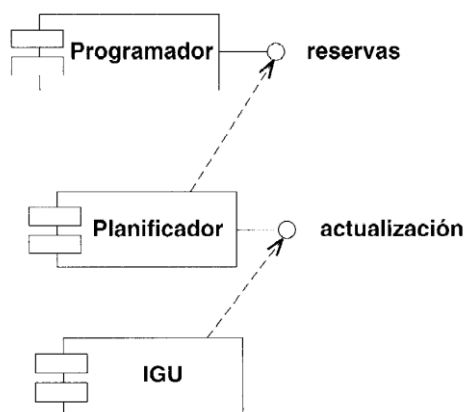 Programador
reservas
Planificador
actualización
IGU